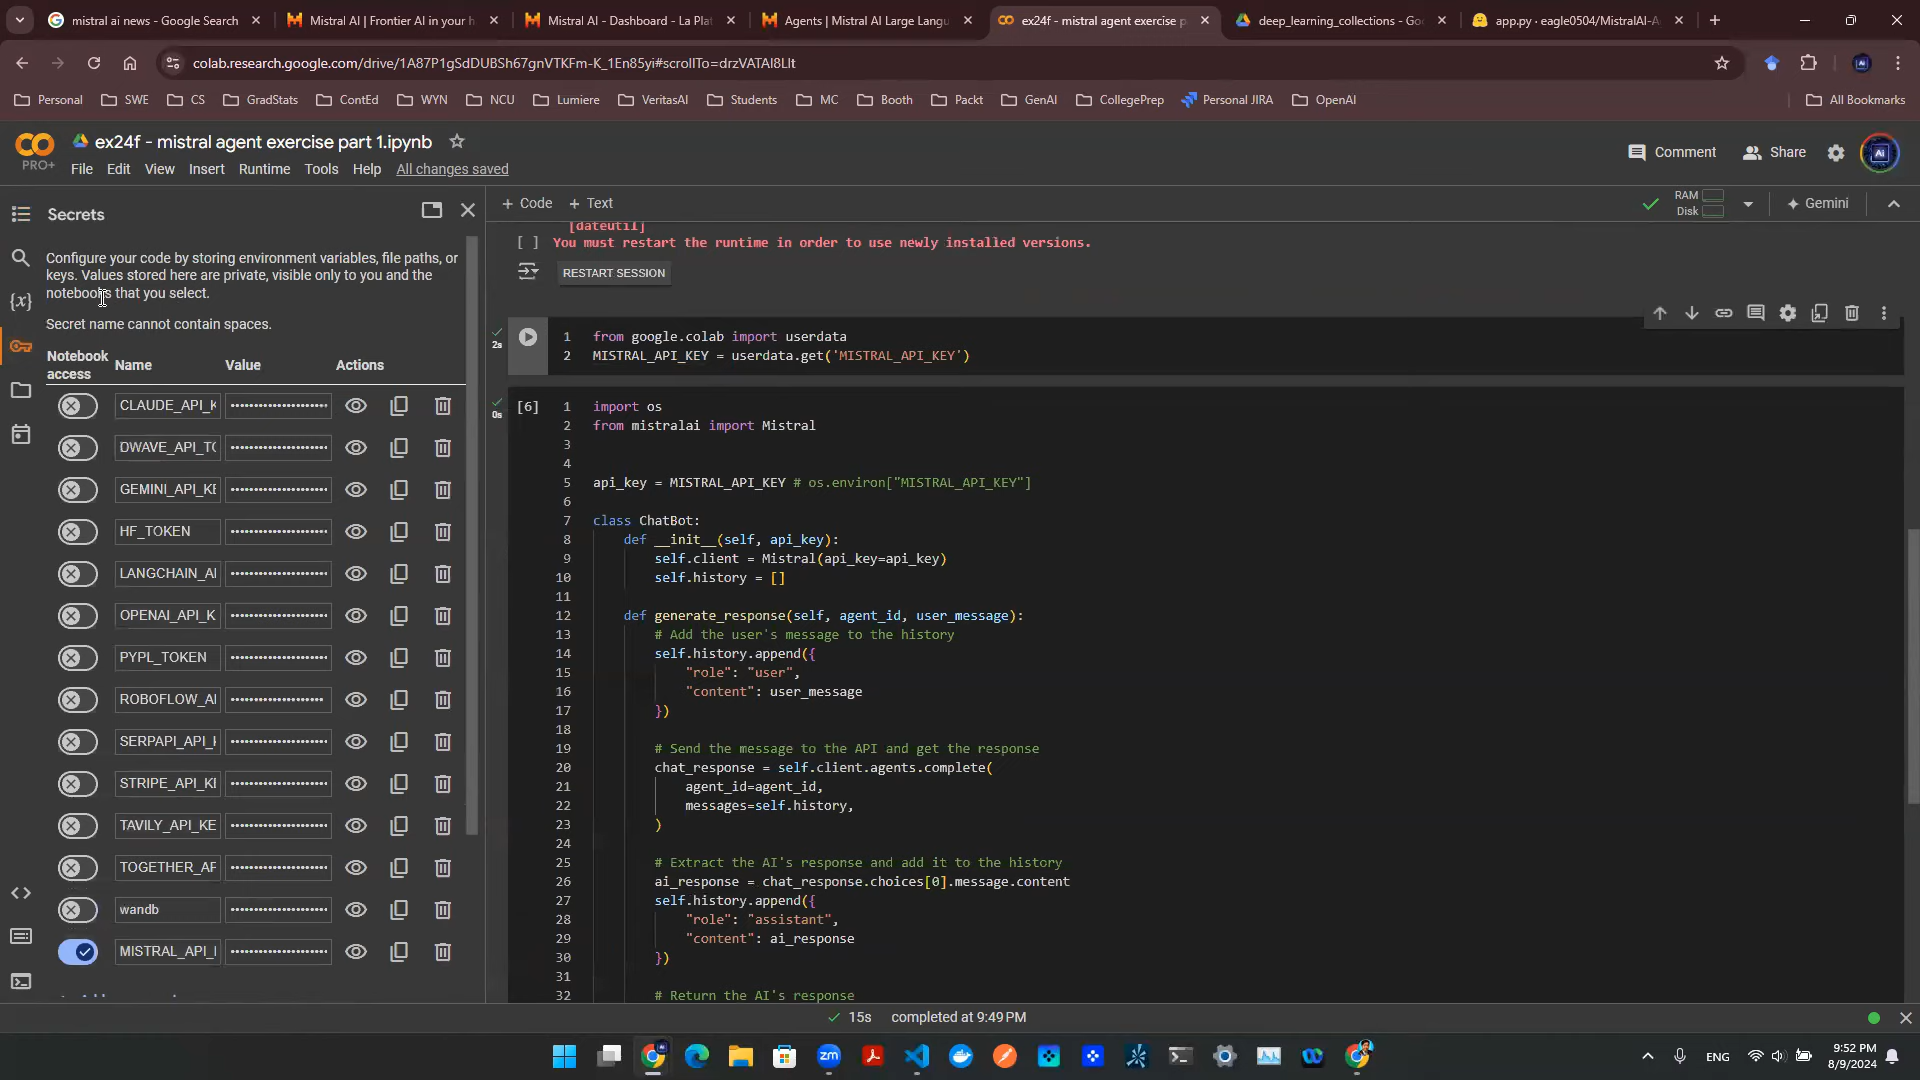 mistral ai news - Google Search
Mistral AI | Frontier AI in your h
Mistral AI - Dashboard - La Plat
Agents | Mistral AI Large Langu
ex24f - mistral agent exercise p
deep_learning_collections - Goo
app.py · eagle0504/MistralAI-A
colab.research.google.com/drive/1A87P1gSdDUBSh67gnVTKFm-K_1En85yi#scrollTo=drzVATAl8LIt
Personal
SWE
CS
GradStats
ContEd
WYN
NCU
Lumiere
VeritasAI
Students
MC
Booth
Packt
GenAI
CollegePrep
Personal JIRA
OpenAI
All Bookmarks
CO
PRO+
ex24f - mistral agent exercise part 1.ipynb
File Edit View Insert Runtime Tools Help All changes saved
Comment
Share
Ai
Secrets
Configure your code by storing environment variables, file paths, or
keys. Values stored here are private, visible only to you and the
notebooks that you select.
Secret name cannot contain spaces.
Notebook access Name Value Actions
CLAUDE_API_K
DWAVE_API_TO
GEMINI_API_KE
HF_TOKEN
LANGCHAIN_AI
OPENAI_API_K
PYPL_TOKEN
ROBOFLOW_AI
SERPAPI_API_K
STRIPE_API_KE
TAVILY_API_KE
TOGETHER_AP
wandb
MISTRAL_API_I
+ Code + Text
RAM
Disk
Gemini
[dateutil]
[ ] You must restart the runtime in order to use newly installed versions.
RESTART SESSION
2s
1 from google.colab import userdata
2 MISTRAL_API_KEY = userdata.get('MISTRAL_API_KEY')
0s
[6]
1 import os
2 from mistralai import Mistral
3
4
5 api_key = MISTRAL_API_KEY # os.environ["MISTRAL_API_KEY"]
6
7 class ChatBot:
8 def __init__(self, api_key):
9 self.client = Mistral(api_key=api_key)
10 self.history = []
11
12 def generate_response(self, agent_id, user_message):
13 # Add the user's message to the history
14 self.history.append({
15 "role": "user",
16 "content": user_message
17 })
18
19 # Send the message to the API and get the response
20 chat_response = self.client.agents.complete(
21 agent_id=agent_id,
22 messages=self.history,
23 )
24
25 # Extract the AI's response and add it to the history
26 ai_response = chat_response.choices[0].message.content
27 self.history.append({
28 "role": "assistant",
29 "content": ai_response
30 })
31
32 # Return the AI's response
15s completed at 9:49 PM
zm
ENG
9:52 PM
8/9/2024